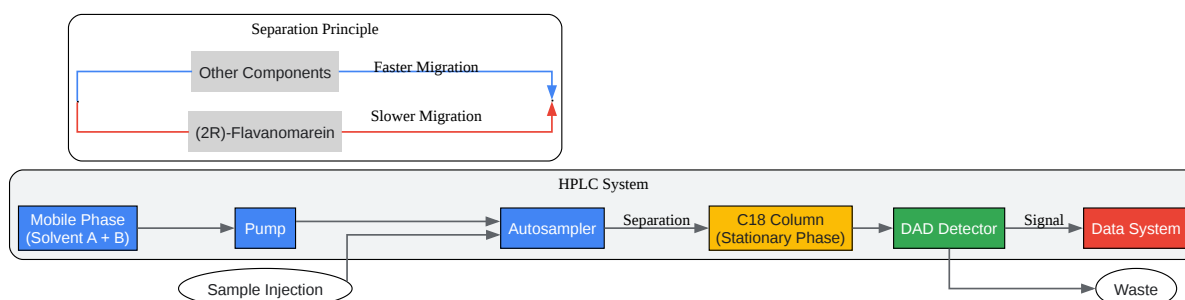 Separation Principle
Other Components
Faster Migration
(2R)-Flavanomarein
Slower Migration
HPLC System
Mobile Phase
(Solvent A + B)
Pump
Autosampler
Separation
C18 Column
(Stationary Phase)
DAD Detector
Signal
Data System
Sample Injection
Waste